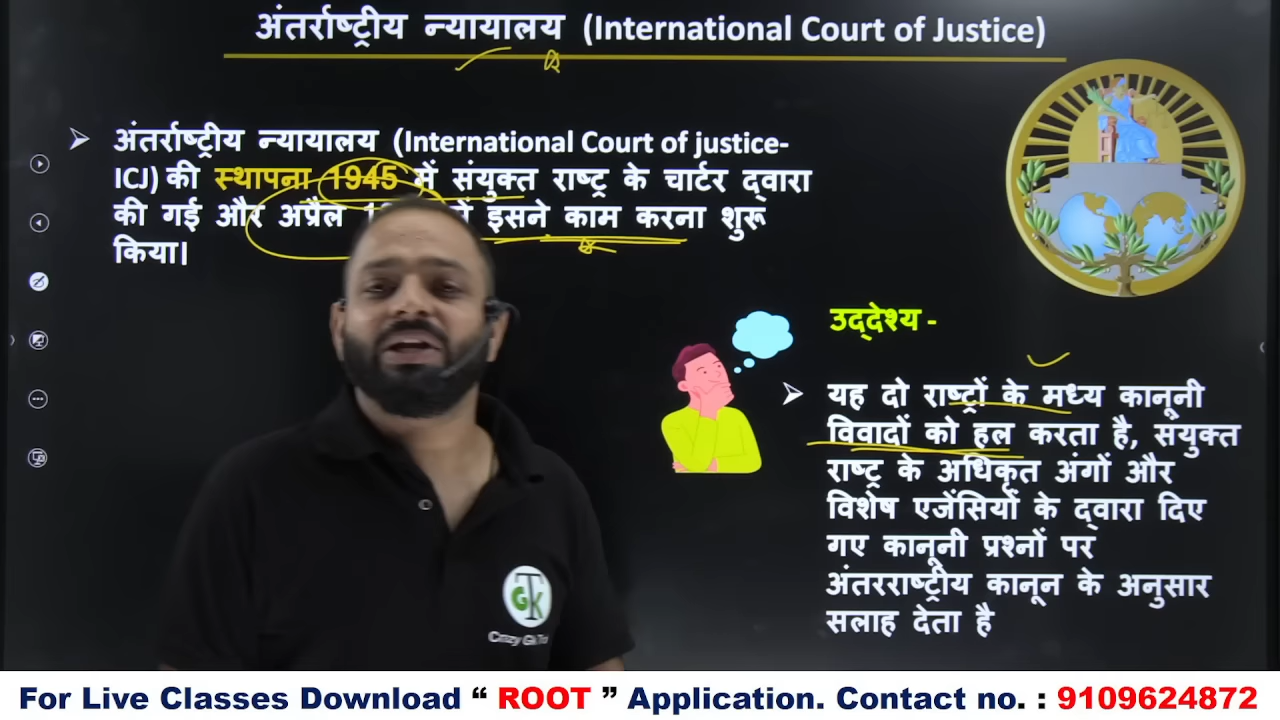 अंतर्राष्ट्रीय न्यायालय (International Court of Justice)
अंतर्राष्ट्रीय न्यायालय (International Court of justice-
ICJ) की स्थापना 1945 में संयुक्त राष्ट्र के चार्टर द्वारा
की गई और अप्रैल इसने काम करना शुरू
किया।
उद्देश्य -
यह दो राष्ट्रों के मध्य कानूनी
विवादों को हल करता है, संयुक्त
राष्ट्र के अधिकृत अंगों और
विशेष एजेंसियों के द्वारा दिए
गए कानूनी प्रश्नों पर
अंतरराष्ट्रीय कानून के अनुसार
सलाह देता है
GTK
Crazy Gk
For Live Classes Download “ ROOT ” Application. Contact no. : 9109624872